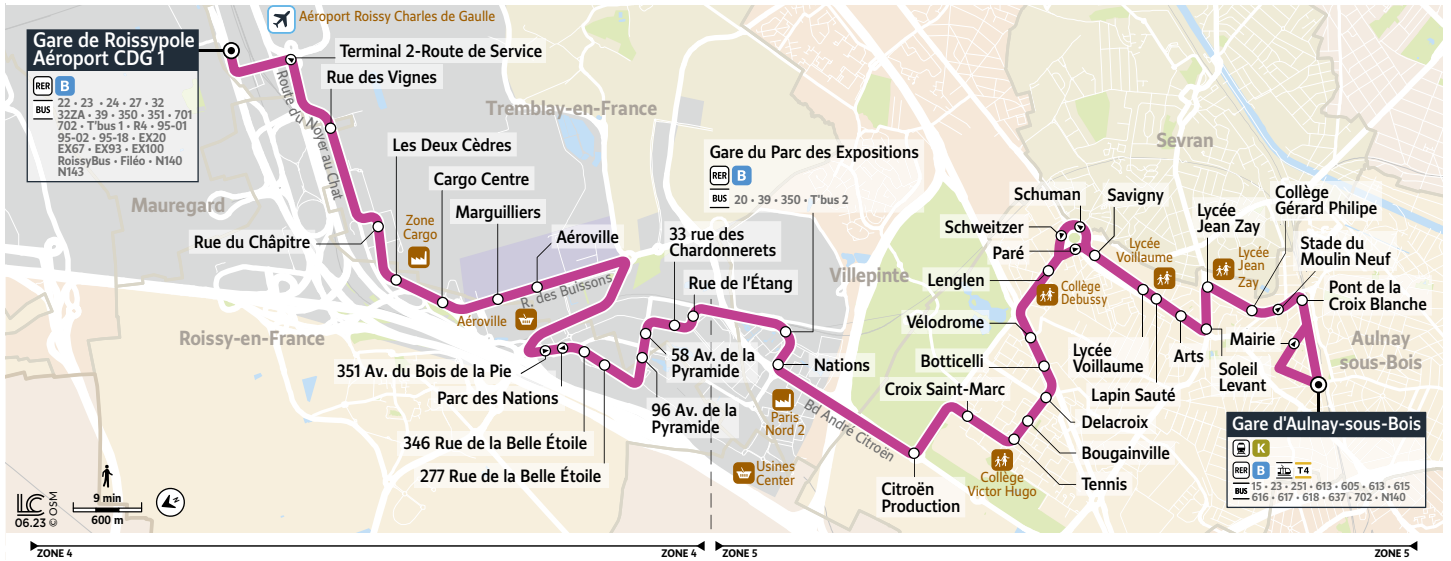 Aéroport Roissy Charles de Gaulle
Gare de Roissypole
Aéroport CDG 1
RER B
BUS
22 • 23 • 24 • 27 • 32
32ZA • 39 • 350 • 351 • 701
702 • T'bus 1 • R4 • 95-01
95-02 • 95-18 • EX20
EX67 • EX93 • EX100
RoissyBus • Filéo • N140
N143
Terminal 2-Route de Service
Rue des Vignes
Route du Noyer au Chat
Tremblay-en-France
Mauregard
Les Deux Cèdres
Cargo Centre
Marguilliers
Aéroville
Rue du Châpitre
Zone
Cargo
R. des Buissons
Aéroville
Roissy-en-France
33 rue des
Chardonnerets
Rue de l'Étang
Gare du Parc des Expositions
RER B
BUS 20 • 39 • 350 • T'bus 2
351 Av. du Bois de la Pie
Parc des Nations
346 Rue de la Belle Étoile
277 Rue de la Belle Étoile
58 Av. de la
Pyramide
96 Av. de la
Pyramide
Nations
Paris
Nord 2
Usines
Center
Bd André Citroën
Villepinte
Citroën
Production
Croix Saint-Marc
Collège
Victor Hugo
Tennis
Bougainville
Delacroix
Botticelli
Vélodrome
Lenglen
Collège
Debussy
Schweitzer
Paré
Schuman
Savigny
Sevran
Lycée
Voillaume
Lycée
Voillaume
Lapin Sauté
Arts
Soleil
Levant
Lycée
Jean Zay
Lycée
Jean
Zay
Collège
Gérard Philipe
Stade du
Moulin Neuf
Pont de la
Croix Blanche
Mairie
Aulnay
sous-Bois
Gare d'Aulnay-sous-Bois
K
RER B T4
BUS
15 • 23 • 251 • 613 • 605 • 613 • 615
616 • 617 • 618 • 637 • 702 • N140
LC
06.23 © OSM
9 min
600 m
ZONE 4
ZONE 4
ZONE 5
ZONE 5